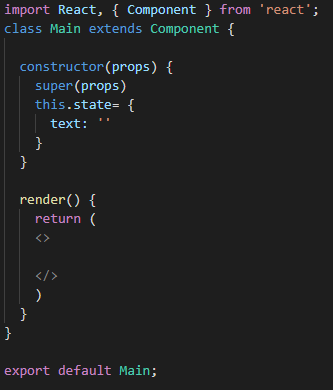 import React, { Component } from 'react';
class Main extends Component {
constructor(props) {
super(props)
this.state= {
text: ''
}
}
render() {
return (
<>
</>
)
}
}
export default Main;